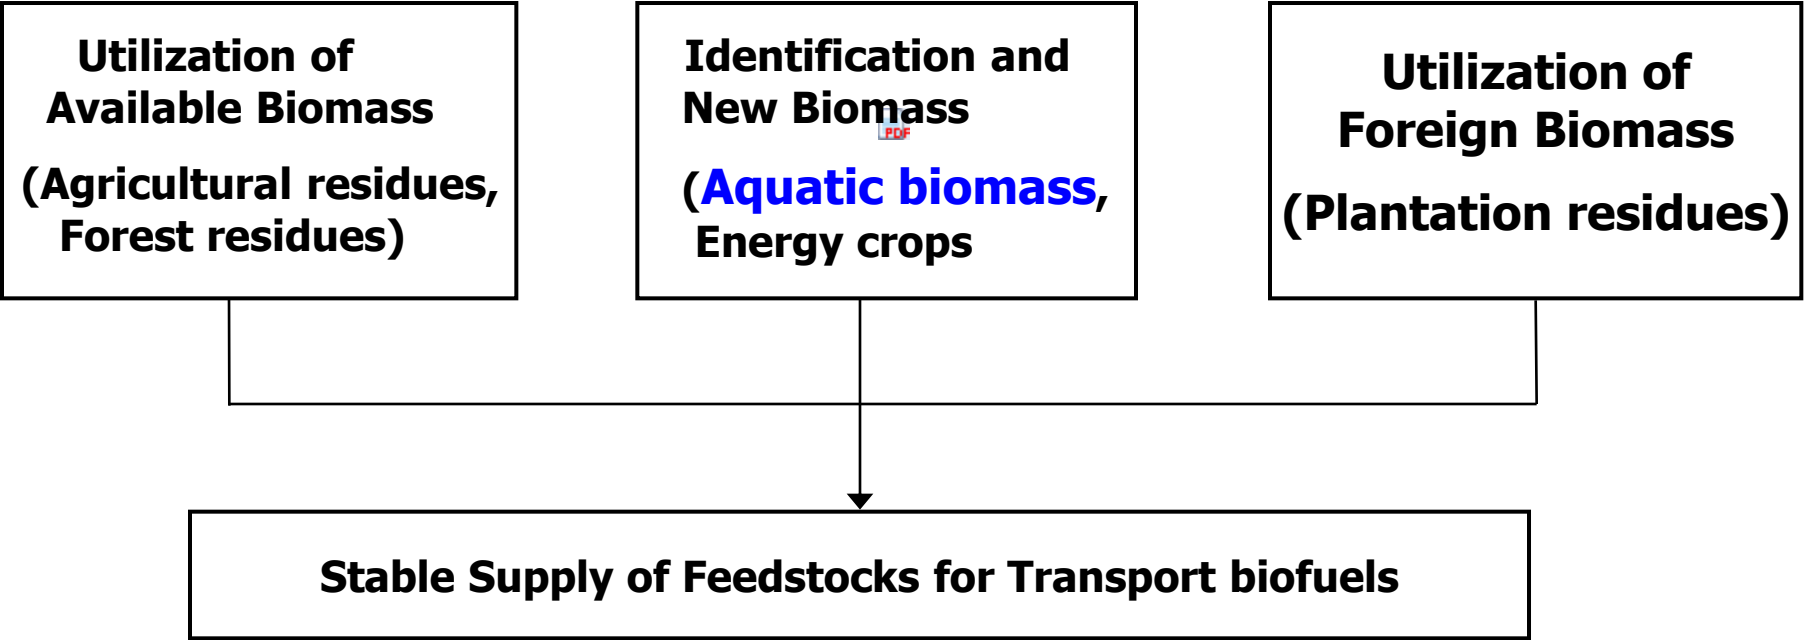 Utilization of
Available Biomass
(Agricultural residues,
Forest residues)
Identification and
New Biomass
PDF
(Aquatic biomass,
Energy crops
Utilization of
Foreign Biomass
(Plantation residues)
Stable Supply of Feedstocks for Transport biofuels